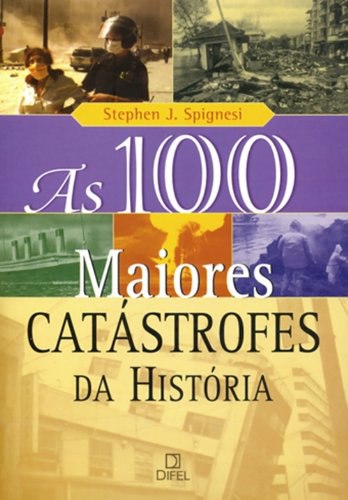 Stephen J. Spignesi
As 100
Maiores
CATÁSTROFES
DA HISTÓRIA
DIFEL